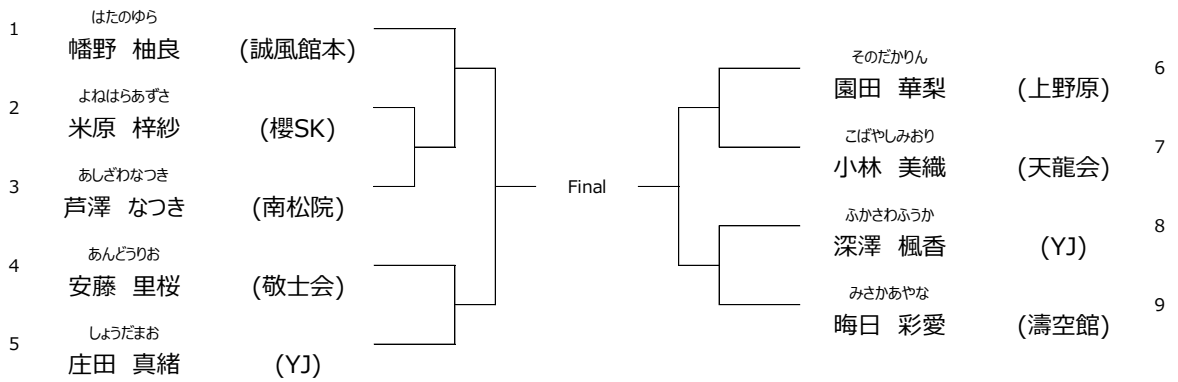 はたのゆら
1 幡野 柚良 (誠風館本)
よねはらあずさ
2 米原 梓紗 (櫻SK)
あしざわなつき
3 芦澤 なつき (南松院)
あんどうりお
4 安藤 里桜 (敬士会)
しょうだまお
5 庄田 真緒 (YJ)
Final
そのだかりん
園田 華梨 (上野原) 6
こばやしみおり
小林 美織 (天龍会) 7
ふかさわふうか
深澤 楓香 (YJ) 8
みさかあやな
晦日 彩愛 (濤空館) 9